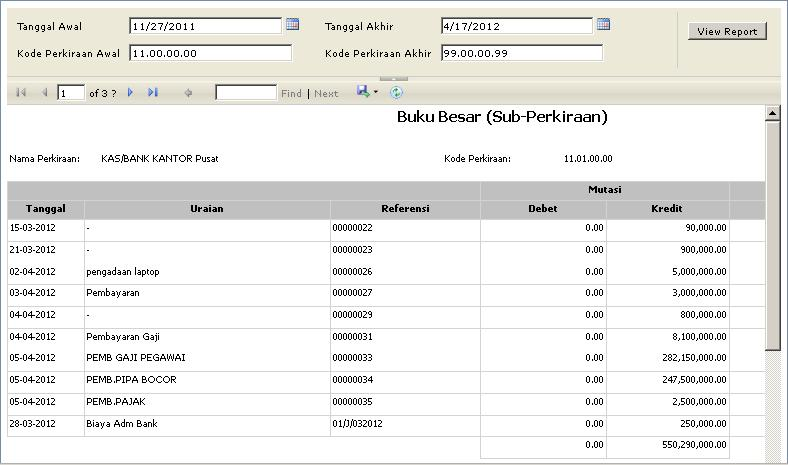 Tanggal Awal 11/27/2011 Tanggal Akhir 4/17/2012 View Report
Kode Perkiraan Awal 11.00.00.00 Kode Perkiraan Akhir 99.00.00.99
1 of 3 ? Find | Next
Buku Besar (Sub-Perkiraan)
Nama Perkiraan: KAS/BANK KANTOR Pusat Kode Perkiraan: 11.01.00.00
Mutasi
Tanggal Uraian Referensi Debet Kredit
15-03-2012 - 00000022 0.00 90,000.00
21-03-2012 - 00000023 0.00 900,000.00
02-04-2012 pengadaan laptop 00000026 0.00 5,000,000.00
03-04-2012 Pembayaran 00000027 0.00 3,000,000.00
04-04-2012 - 00000029 0.00 800,000.00
04-04-2012 Pembayaran Gaji 00000031 0.00 8,100,000.00
05-04-2012 PEMB GAJI PEGAWAI 00000033 0.00 282,150,000.00
05-04-2012 PEMB.PIPA BOCOR 00000034 0.00 247,500,000.00
05-04-2012 PEMB.PAJAK 00000035 0.00 2,500,000.00
28-03-2012 Biaya Adm Bank 01/J/032012 0.00 250,000.00
0.00 550,290,000.00